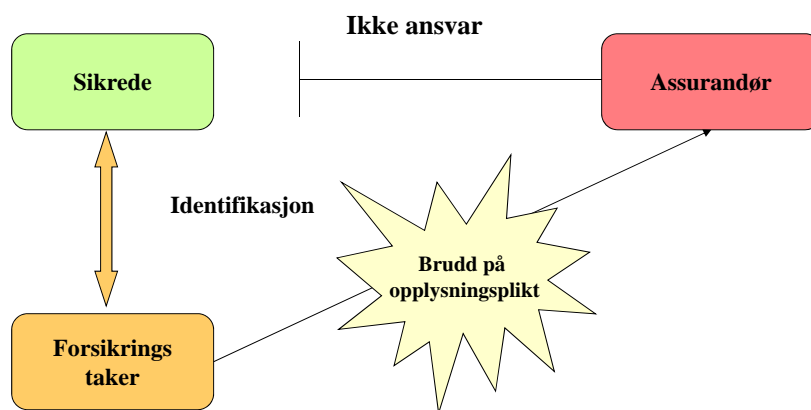 Ikke ansvar
Sikrede
Assurandør
Identifikasjon
Brudd på
opplysningsplikt
Forsikrings
taker